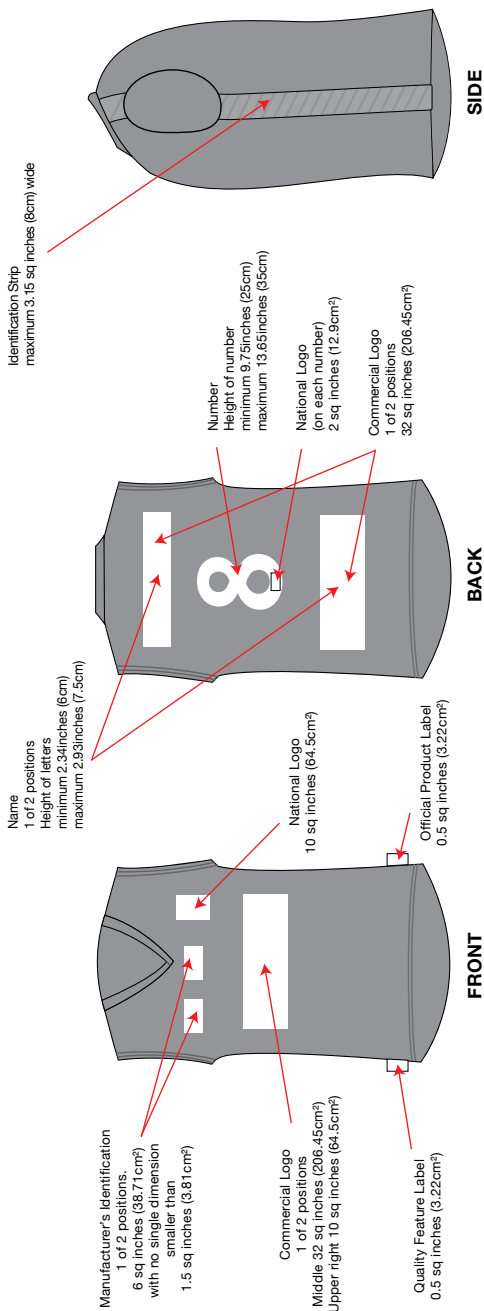 Manufacturer's Identification
1 of 2 positions.
6 sq inches (38.71cm²)
with no single dimension
smaller than
1.5 sq inches (3.81cm²)
Commercial Logo
1 of 2 positions
Middle 32 sq inches (206.45cm²)
Upper right 10 sq inches (64.5cm²)
Quality Feature Label
0.5 sq inches (3.22cm²)
National Logo
10 sq inches (64.5cm²)
Official Product Label
0.5 sq inches (3.22cm²)
FRONT
Name
1 of 2 positions
Height of letters
minimum 2.34inches (6cm)
maximum 2.93inches (7.5cm)
8
Number
Height of number
minimum 9.75inches (25cm)
maximum 13.65inches (35cm)
National Logo
(on each number)
2 sq inches (12.9cm²)
Commercial Logo
1 of 2 positions
32 sq inches (206.45cm²)
BACK
Identification Strip
maximum 3.15 sq inches (8cm) wide
SIDE